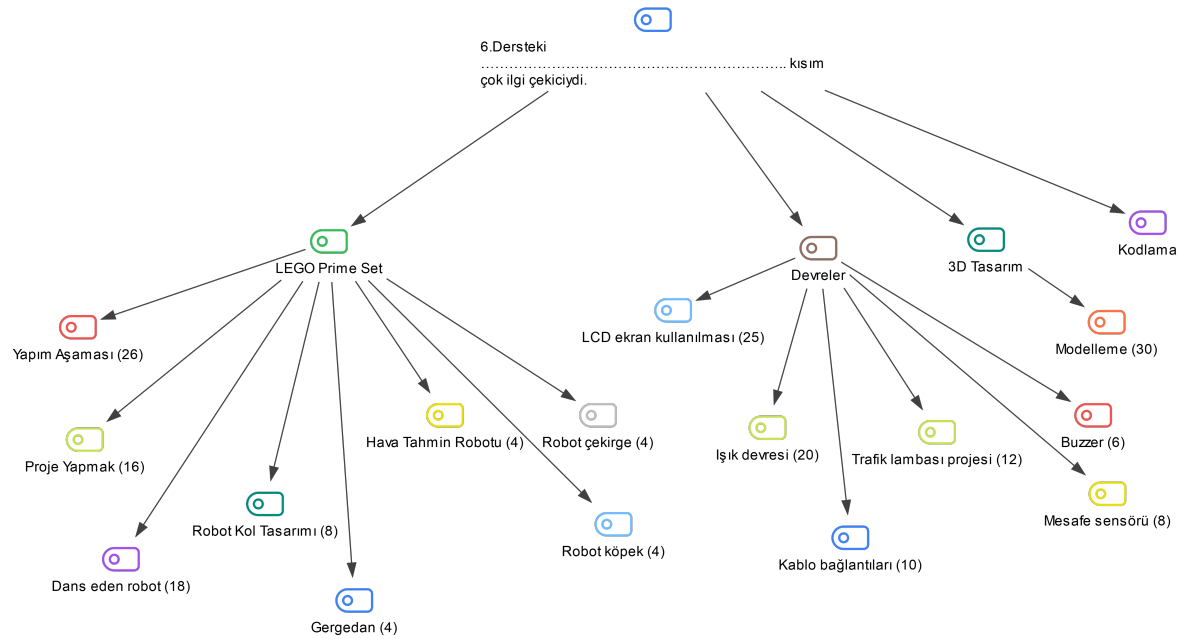 6.Dersteki
……………………………………………………….. kısım
çok ilgi çekiciydi.
Kodlama
3D Tasarım
LEGO Prime Set
Devreler
LCD ekran kullanılması (25)
Modelleme (30)
Yapım Aşaması (26)
Hava Tahmin Robotu (4)
Robot çekirge (4)
Buzzer (6)
Işık devresi (20)
Trafik lambası projesi (12)
Proje Yapmak (16)
Mesafe sensörü (8)
Robot Kol Tasarımı (8)
Robot köpek (4)
Kablo bağlantıları (10)
Dans eden robot (18)
Gergedan (4)